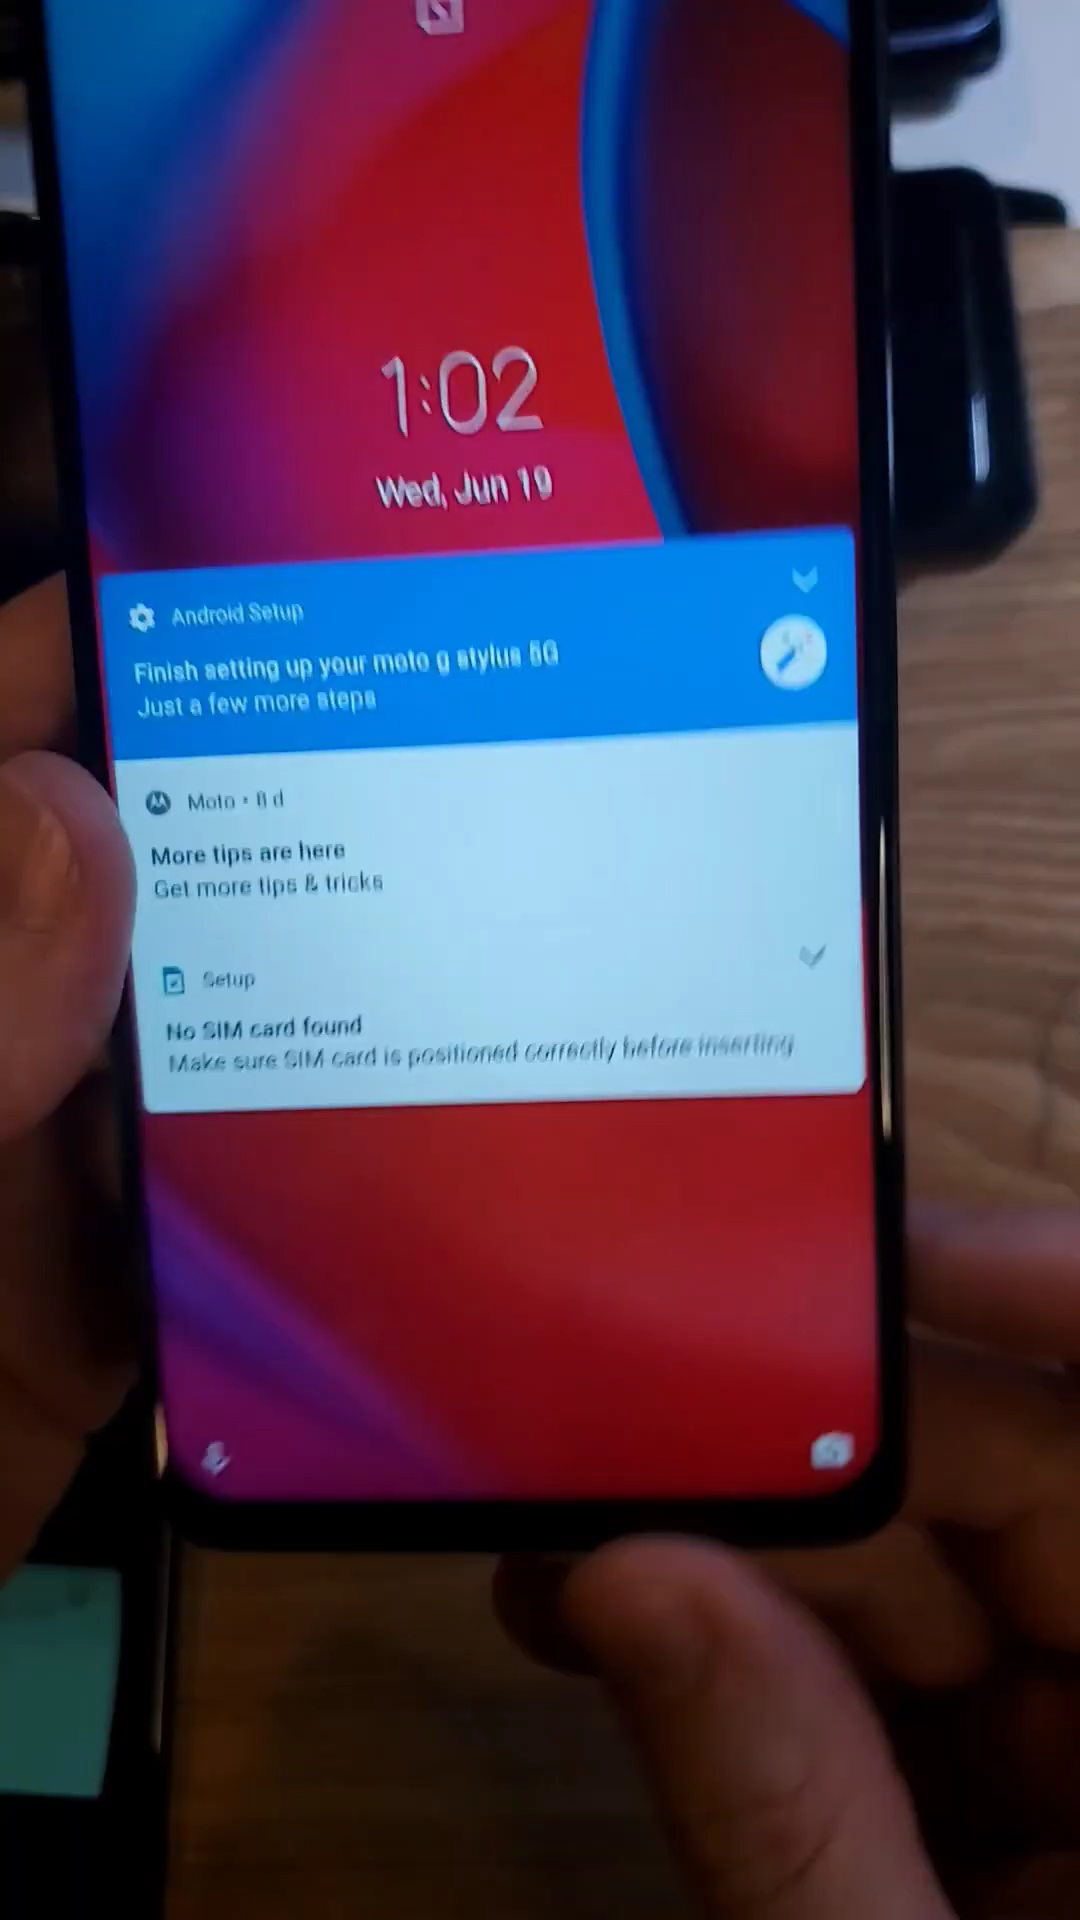 1:02
Wed, Jun 19
Android Setup
Finish setting up your moto g stylus 5G
Just a few more steps
Moto • 8 d
More tips are here
Get more tips & tricks
Setup
No SIM card found
Make sure SIM card is positioned correctly before inserting